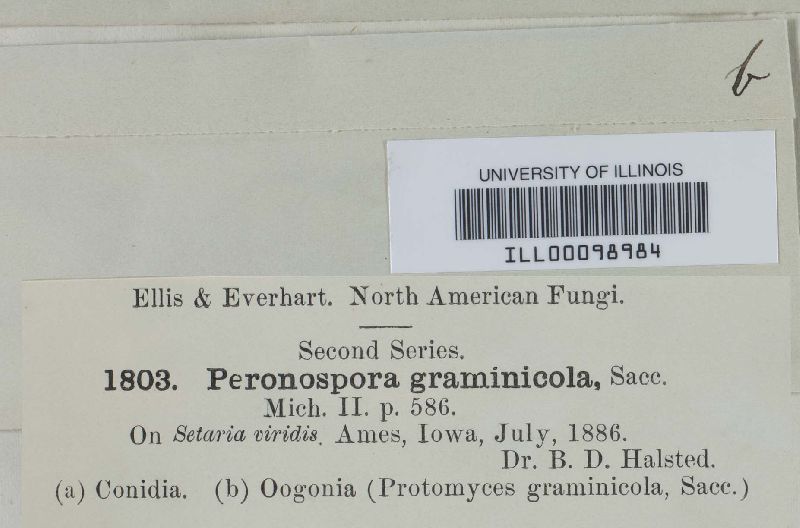 b
UNIVERSITY OF ILLINOIS
ILL00098984
Ellis & Everhart. North American Fungi.
Second Series.
1803. Peronospora graminicola, Sacc.
Mich. II. p. 586.
On Setaria viridis. Ames, Iowa, July, 1886.
Dr. B. D. Halsted.
(a) Conidia. (b) Oogonia (Protomyces graminicola, Sacc.)